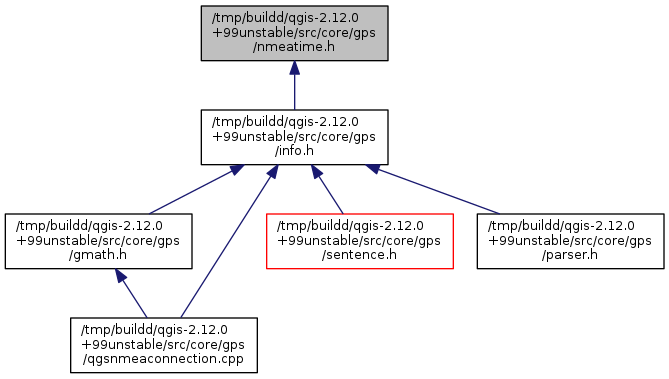 /tmp/buildd/qgis-2.12.0
+99unstable/src/core/gps
/nmeatime.h
/tmp/buildd/qgis-2.12.0
+99unstable/src/core/gps
/info.h
/tmp/buildd/qgis-2.12.0
+99unstable/src/core/gps
/gmath.h
/tmp/buildd/qgis-2.12.0
+99unstable/src/core/gps
/sentence.h
/tmp/buildd/qgis-2.12.0
+99unstable/src/core/gps
/parser.h
/tmp/buildd/qgis-2.12.0
+99unstable/src/core/gps
/qgsnmeaconnection.cpp